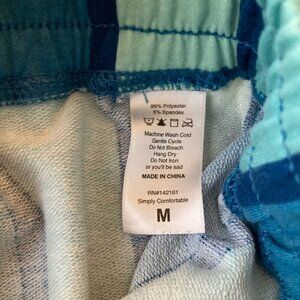 95% Polyester
5% Spandex
Machine Wash Cold
Gentle Cycle
Do Not Bleach
Hang Dry
Do Not Iron
or you'll be sad
MADE IN CHINA
RN#142161
Simply Comfortable
M